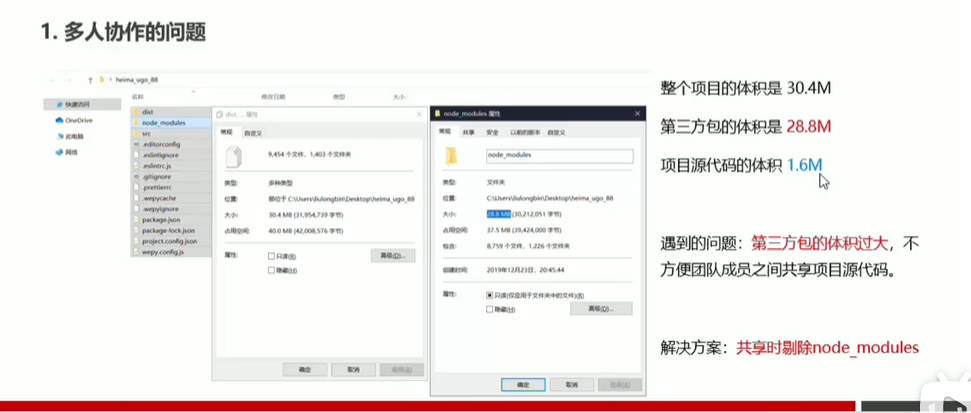 1. 多人协作的问题
heima_ugo_88
名称 修改日期 类型 大小
快速访问
OneDrive
此电脑
网络
dist
node_modules
src
.editorconfig
.eslintignore
.eslintrc.js
.gitignore
.prettierrc
.wepycache
.wepyignore
package.json
package-lock.json
project.config.json
wepy.config.js
dist, ... 属性
常规 自定义
9,454 个文件，1,403 个文件夹
类型: 多种类型
位置: 都位于 C:\Users\liulongbin\Desktop\heima_ugo_88
大小: 30.4 MB (31,954,739 字节)
占用空间: 40.0 MB (42,008,576 字节)
属性: 只读(R) 高级(D)...
隐藏(H)
确定 取消 应用(A)
node_modules 属性
常规 共享 安全 以前的版本 自定义
node_modules
类型: 文件夹
位置: C:\Users\liulongbin\Desktop\heima_ugo_88
大小: 28.8 MB (30,212,051 字节)
占用空间: 37.5 MB (39,424,000 字节)
包含: 8,759 个文件，1,226 个文件夹
创建时间: 2019年12月23日，20:45:44
属性: 只读(仅应用于文件夹中的文件)(R)
隐藏(H) 高级(D)...
确定 取消 应用(A)
整个项目的体积是 30.4M
第三方包的体积是 28.8M
项目源代码的体积 1.6M
遇到的问题：第三方包的体积过大，不
方便团队成员之间共享项目源代码。
解决方案：共享时剔除node_modules